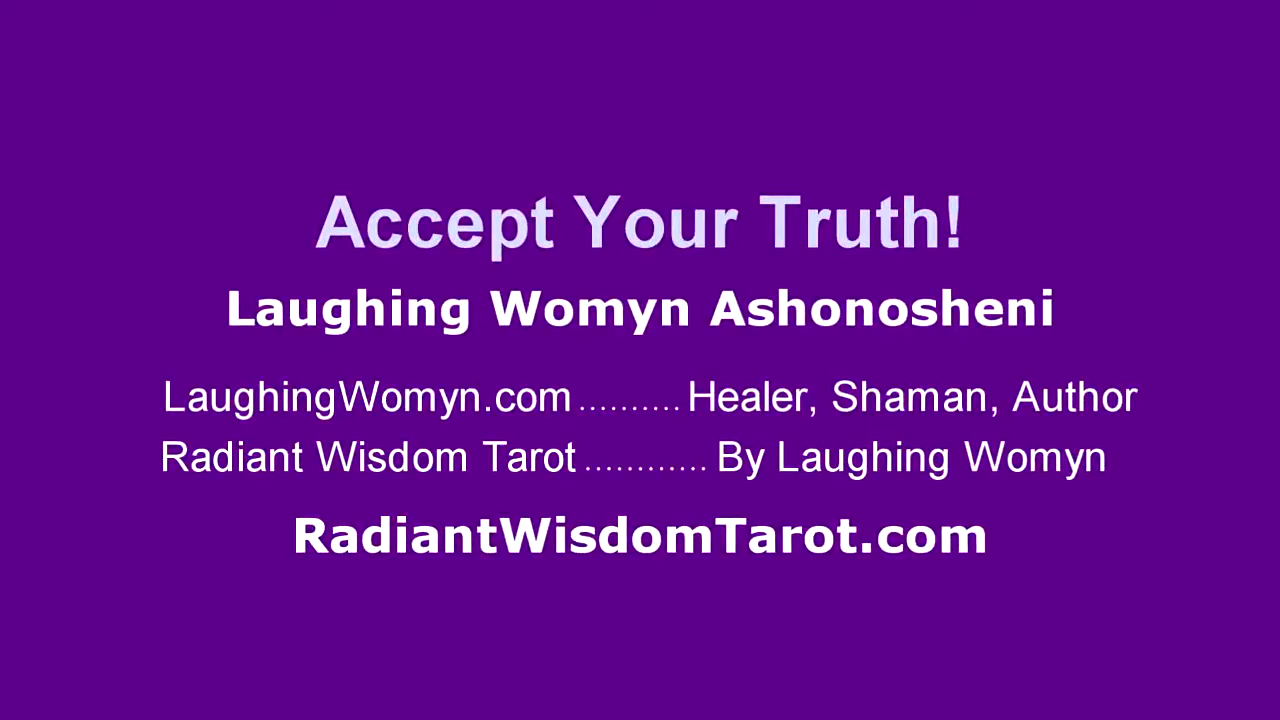 Accept Your Truth!
Laughing Womyn Ashonosheni
LaughingWomyn.com .......... Healer, Shaman, Author
Radiant Wisdom Tarot ............ By Laughing Womyn
RadiantWisdomTarot.com